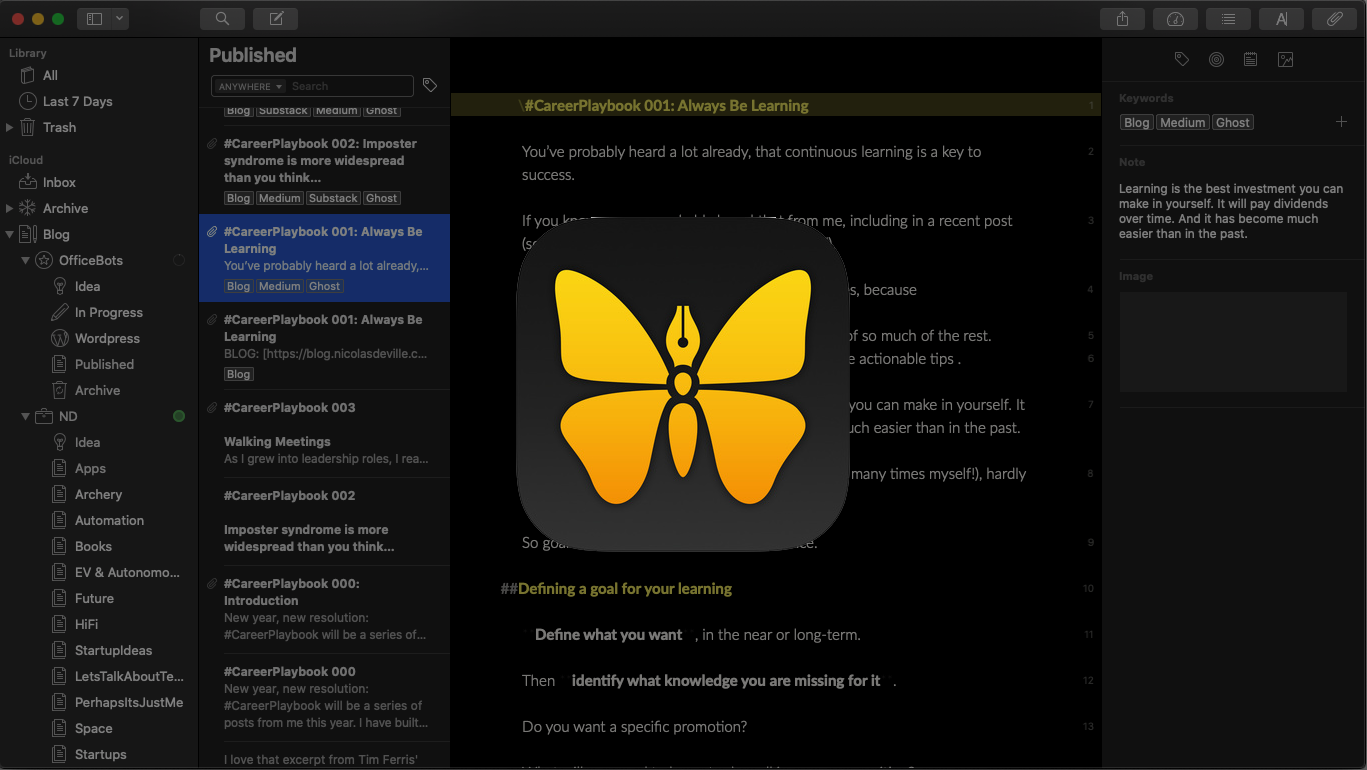 Library
All
Last 7 Days
Trash
iCloud
Inbox
Archive
Blog
OfficeBots
Idea
In Progress
Wordpress
Published
Archive
ND
Idea
Apps
Archery
Automation
Books
EV & Autonomo...
Future
HiFi
StartupIdeas
LetsTalkAboutTe...
PerhapsItsJustMe
Space
Startups
Published
ANYWHERE Search
Blog Substack Medium Ghost
#CareerPlaybook 002: Imposter
syndrome is more widespread
than you think...
Blog Medium Substack Ghost
#CareerPlaybook 001: Always Be
Learning
You've probably heard a lot already,...
Blog Medium Ghost
#CareerPlaybook 001: Always Be
Learning
BLOG: [https://blog.nicolasdeville.c...
Blog
#CareerPlaybook 003
Walking Meetings
As I grew into leadership roles, I rea...
#CareerPlaybook 002
Imposter syndrome is more
widespread than you think...
#CareerPlaybook 000:
Introduction
New year, new resolution:
#CareerPlaybook will be a series of...
#CareerPlaybook 000
New year, new resolution:
#CareerPlaybook will be a series of
posts from me this year. I have built...
I love that excerpt from Tim Ferris'
\#CareerPlaybook 001: Always Be Learning 1
You've probably heard a lot already, that continuous learning is a key to 2
success.
If you from me, including in a recent post 3
because 4
of so much of the rest. 5
actionable tips . 6
you can make in yourself. It 7
easier than in the past.
many times myself!), hardly 8
So 9
##Defining a goal for your learning 10
Define what you want , in the near or long-term. 11
Then identify what knowledge you are missing for it . 12
Do you want a specific promotion? 13
Keywords
Blog Medium Ghost
Note
Learning is the best investment you can
make in yourself. It will pay dividends
over time. And it has become much
easier than in the past.
Image